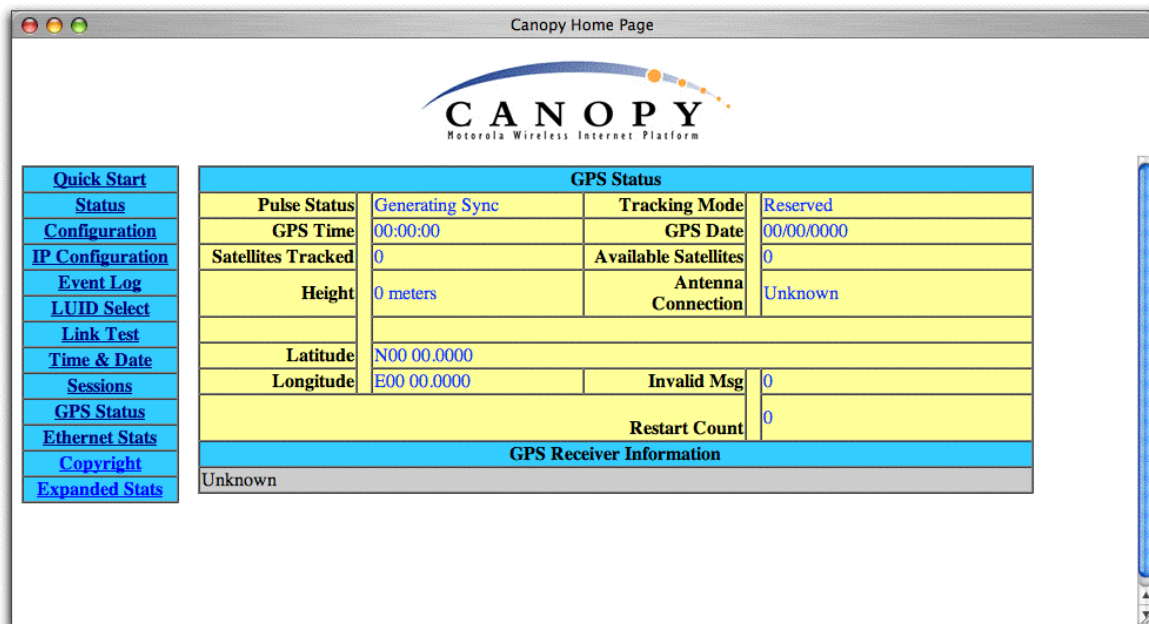 Canopy Home Page
CANOPY
Motorola Wireless Internet Platform
Quick Start
Status
Configuration
IP Configuration
Event Log
LUID Select
Link Test
Time & Date
Sessions
GPS Status
Ethernet Stats
Copyright
Expanded Stats
GPS Status
Pulse Status Generating Sync Tracking Mode Reserved
GPS Time 00:00:00 GPS Date 00/00/0000
Satellites Tracked 0 Available Satellites 0
Height 0 meters Antenna
Connection Unknown
Latitude N00 00.0000
Longitude E00 00.0000 Invalid Msg 0
Restart Count 0
GPS Receiver Information
Unknown